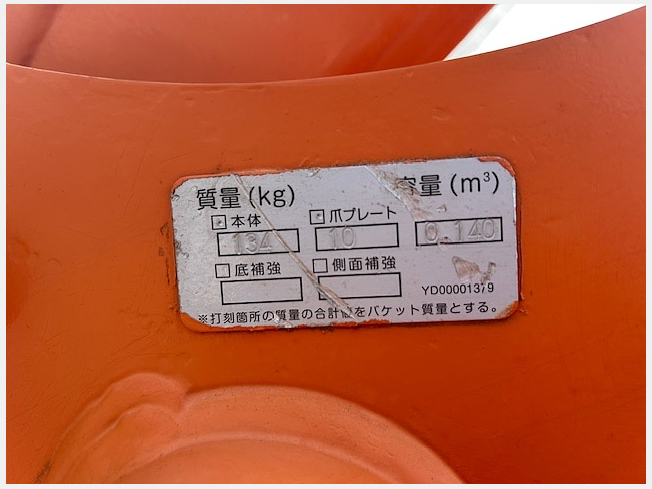 質量(kg) 容量(m³)
本体 爪プレート
134 10 0.140
底補強 側面補強
YD00001379
※打刻箇所の質量の合計値をバケット質量とする。